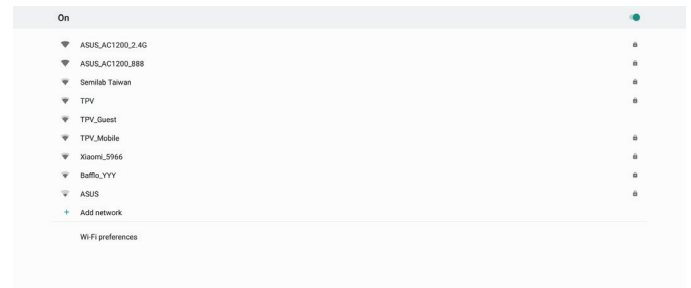 On
ASUS_AC1200_2.4G
ASUS_AC1200_888
Semilab Taiwan
TPV
TPV_Guest
TPV_Mobile
Xiaomi_5966
Bafflo_YYY
ASUS
+ Add network
Wi-Fi preferences